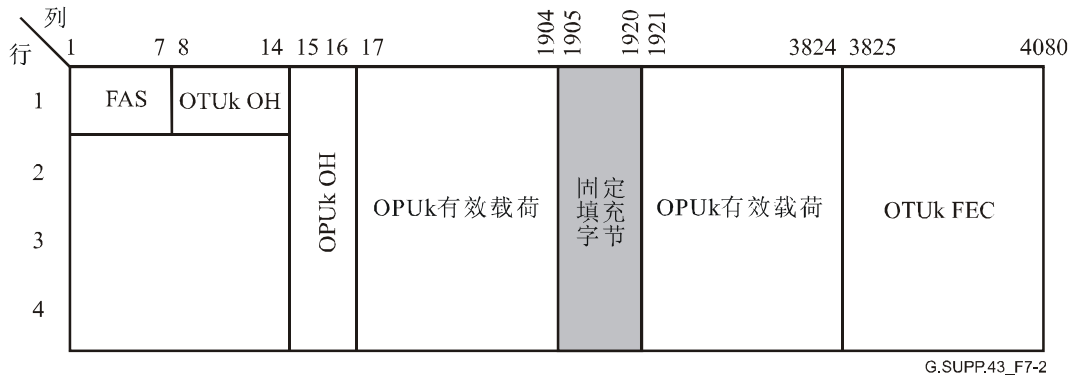 列
行
1 7 8 14 15 16 17 1904 1905 1920 1921 3824 3825 4080
1 FAS OTUk OH
2
3
4
OPUk OH
OPUk有效载荷
固定
填充
字节
OPUk有效载荷
OTUk FEC
G.SUPP.43_F7-2